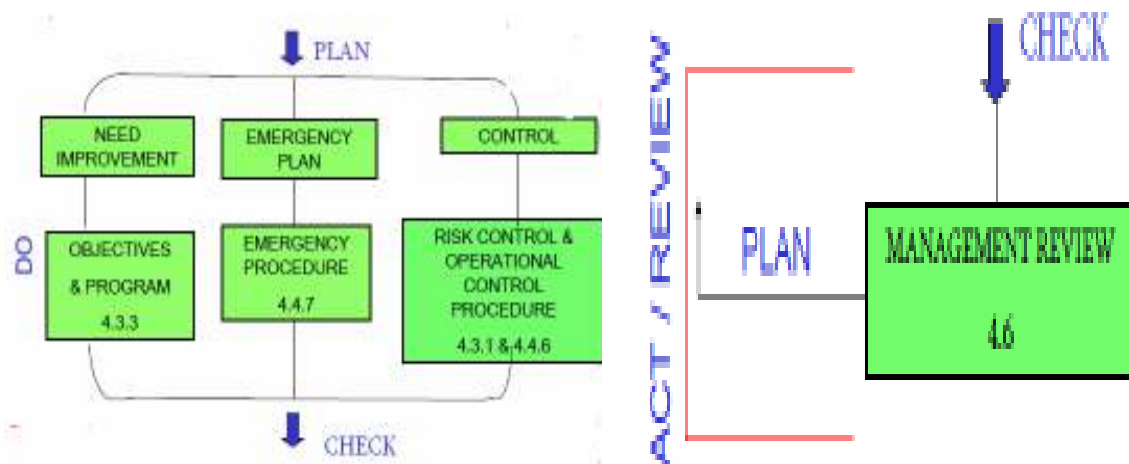 PLAN
NEED
IMPROVEMENT
EMERGENCY
PLAN
CONTROL
DO
OBJECTIVES
& PROGRAM
4.3.3
EMERGENCY
PROCEDURE
4.4.7
RISK CONTROL &
OPERATIONAL
CONTROL
PROCEDURE
4.3.1 & 4.4.6
CHECK
ACT / REVIEW
CHECK
PLAN
MANAGEMENT REVIEW
4.6